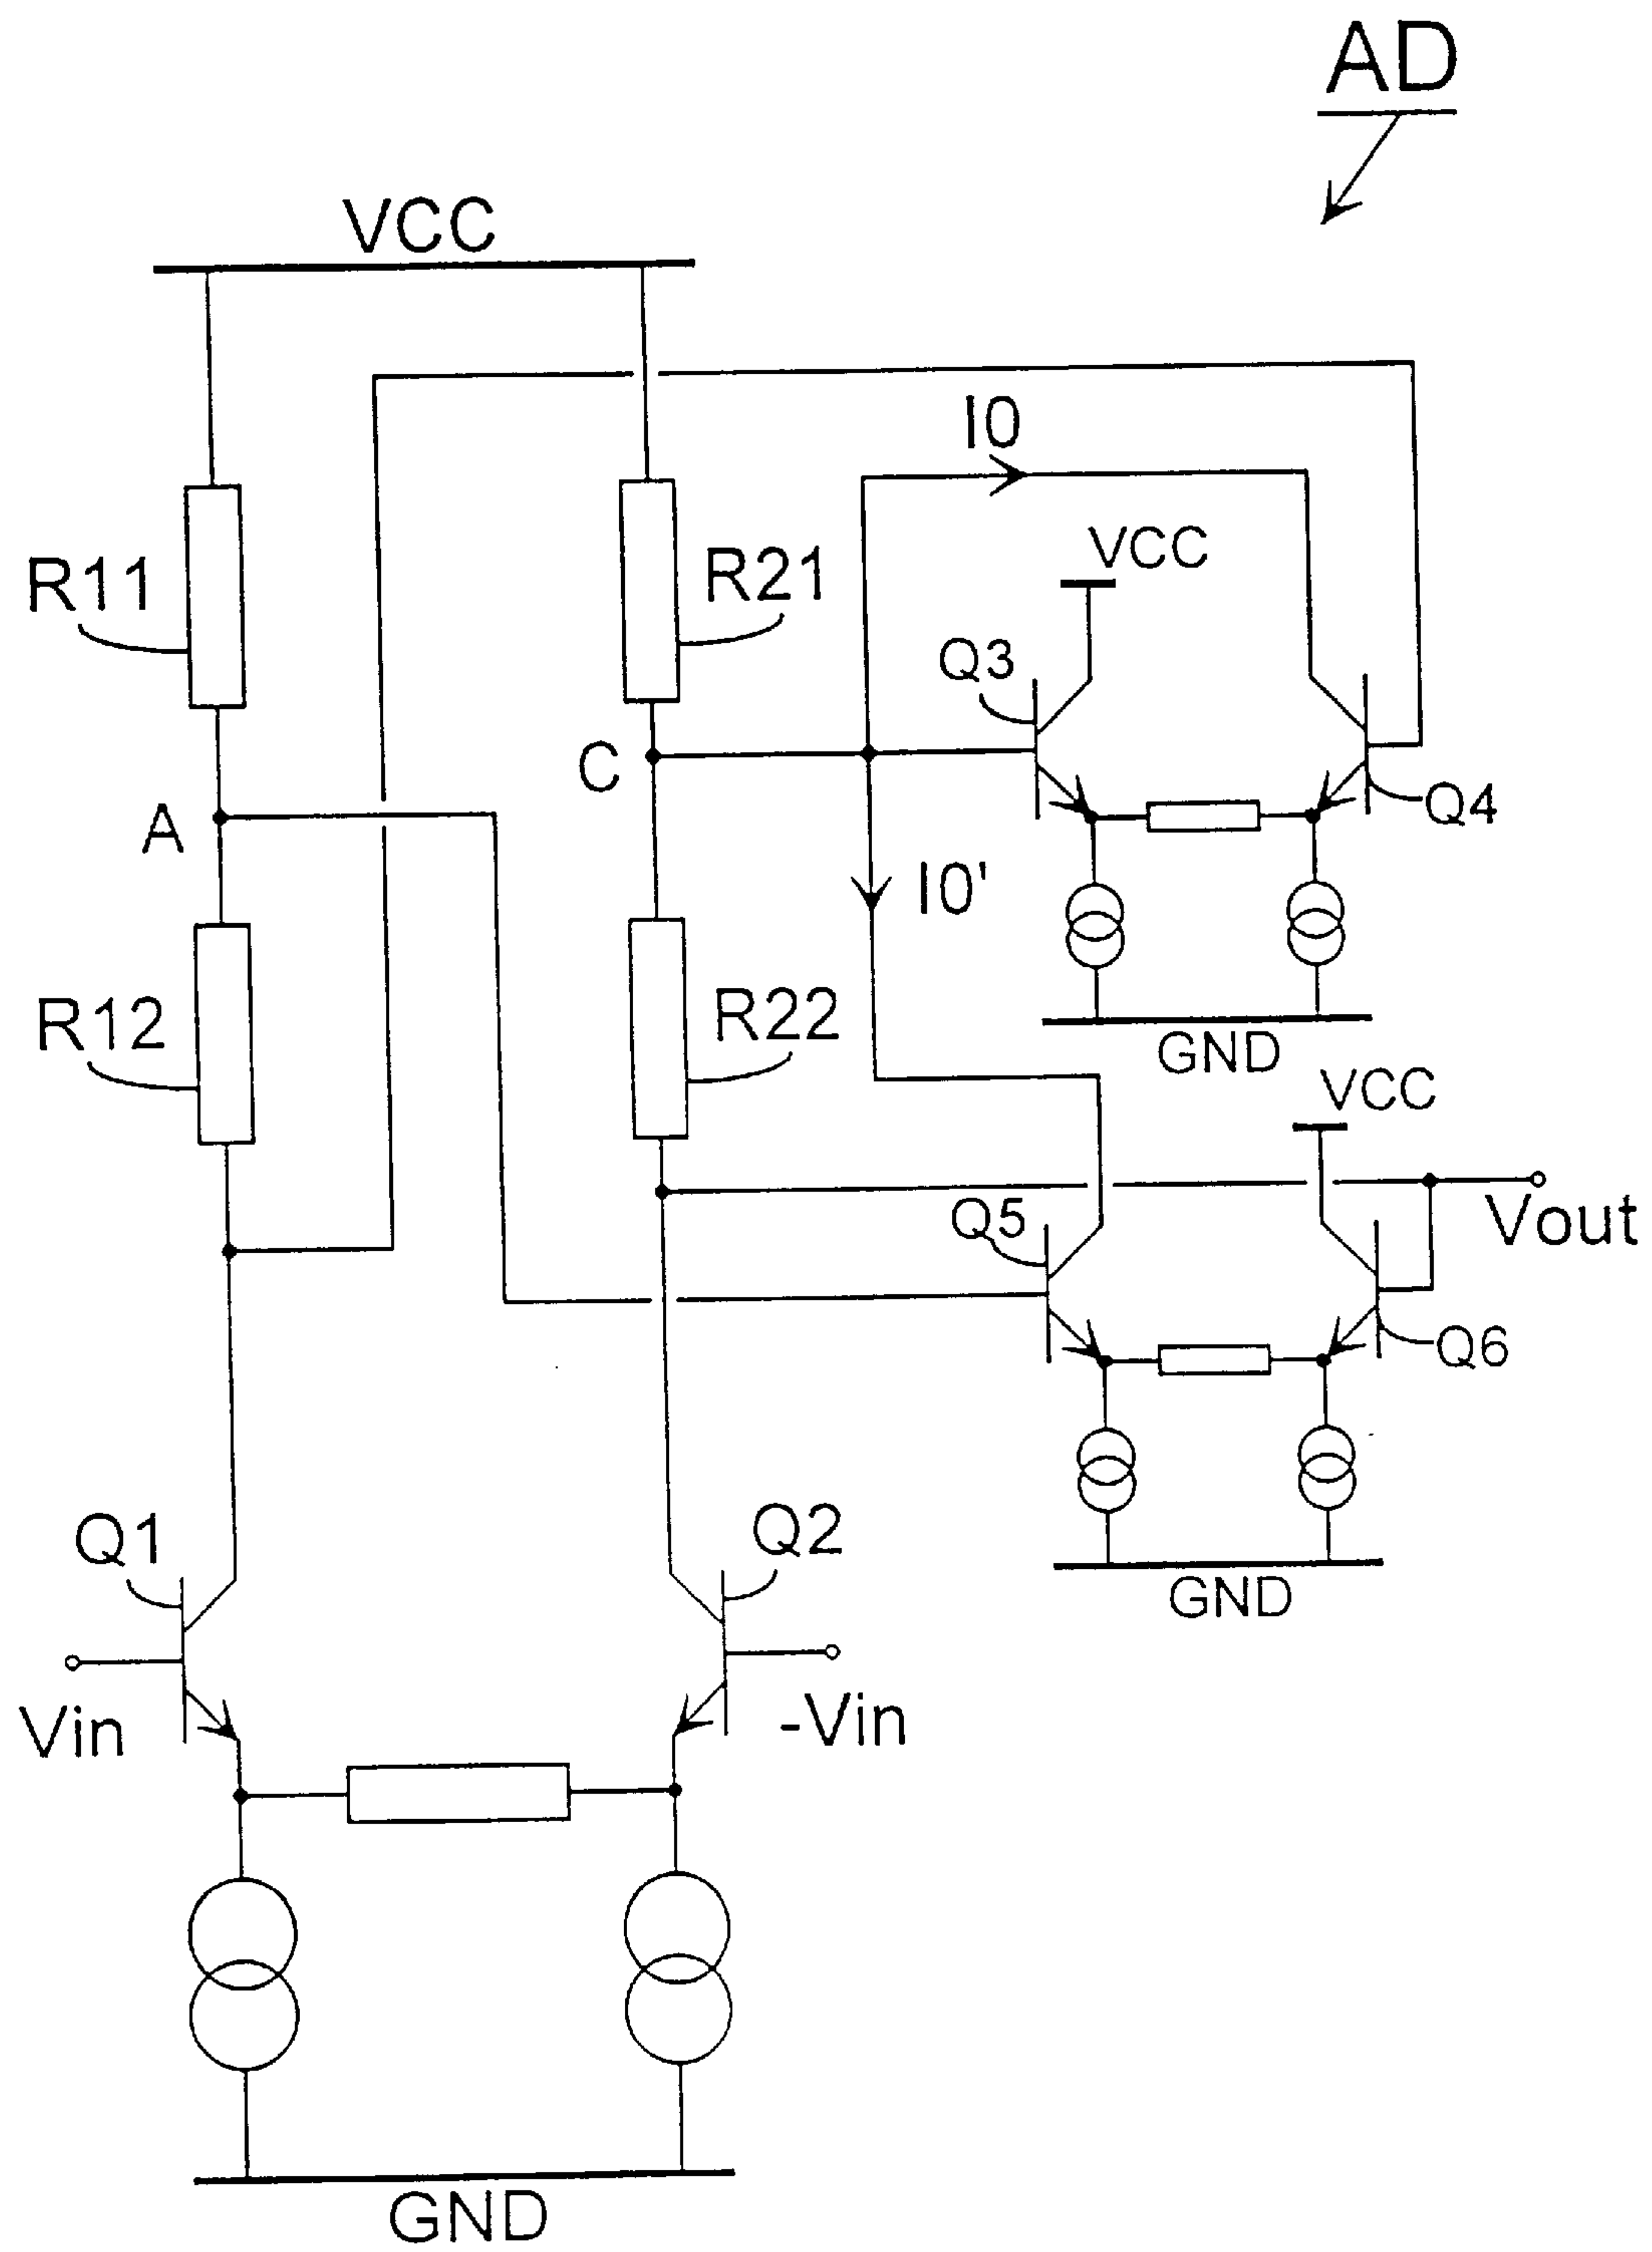 AD
VCC
I0
VCC
R11
R21
Q3
C
A
Q4
I0'
R12
R22
GND
VCC
Q5
Vout
Q6
Q1
Q2
GND
Vin
-Vin
GND